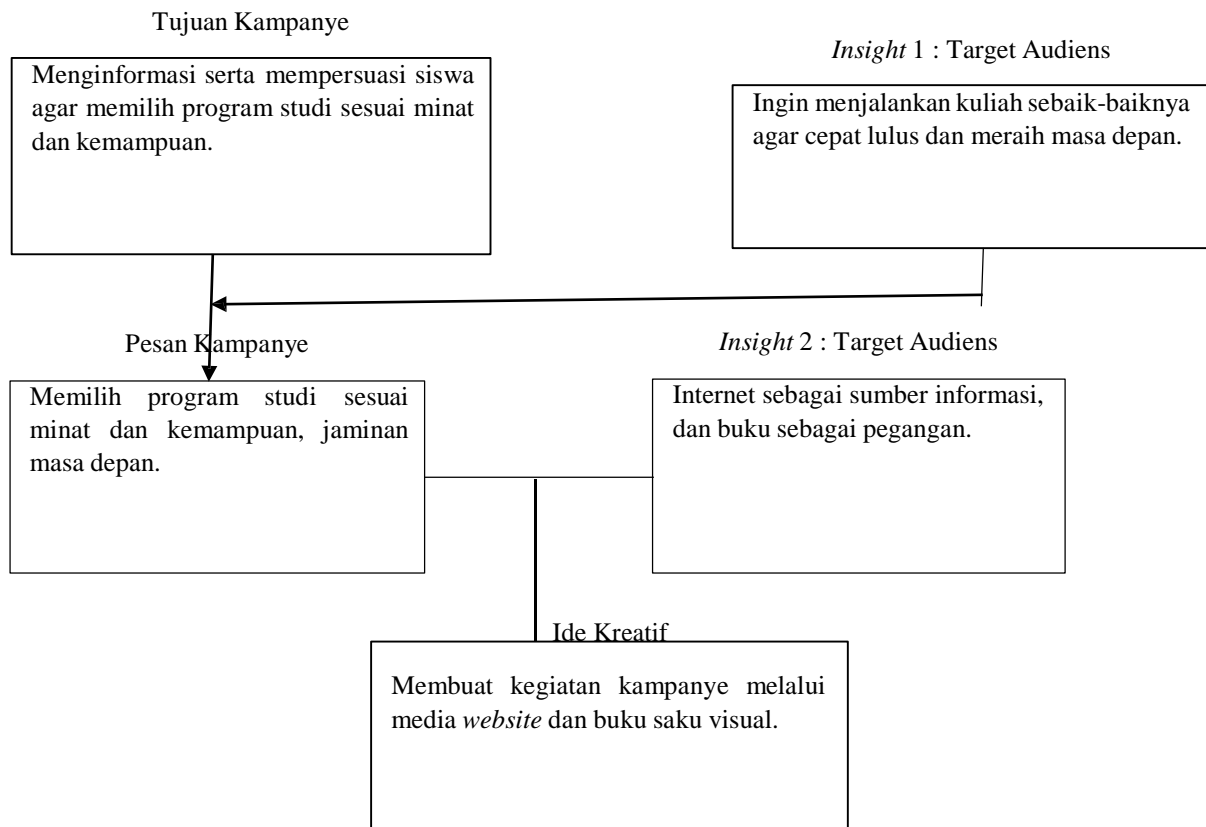 Tujuan Kampanye
Menginformasi serta mempersuasi siswa
agar memilih program studi sesuai minat
dan kemampuan.
Insight 1 : Target Audiens
Ingin menjalankan kuliah sebaik-baiknya
agar cepat lulus dan meraih masa depan.
Pesan Kampanye
Memilih program studi sesuai
minat dan kemampuan, jaminan
masa depan.
Insight 2 : Target Audiens
Internet sebagai sumber informasi,
dan buku sebagai pegangan.
Ide Kreatif
Membuat kegiatan kampanye melalui
media website dan buku saku visual.